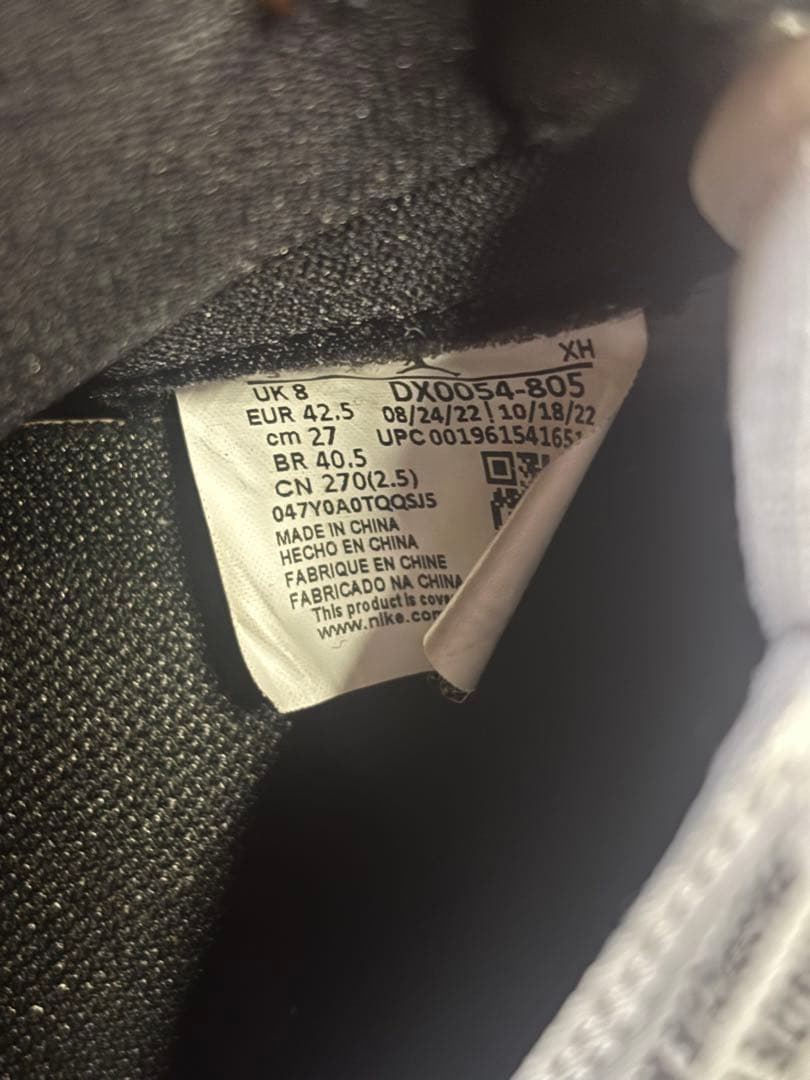 XH
UK 8 DX0054-805
EUR 42.5 08/24/22 | 10/18/22
cm 27 UPC 00196154165
BR 40.5
CN 270(2.5)
047Y0A0TQQSJ5
MADE IN CHINA
HECHO EN CHINA
FABRIQUE EN CHINE
FABRICADO NA CHINA
This product is
www.nike.com